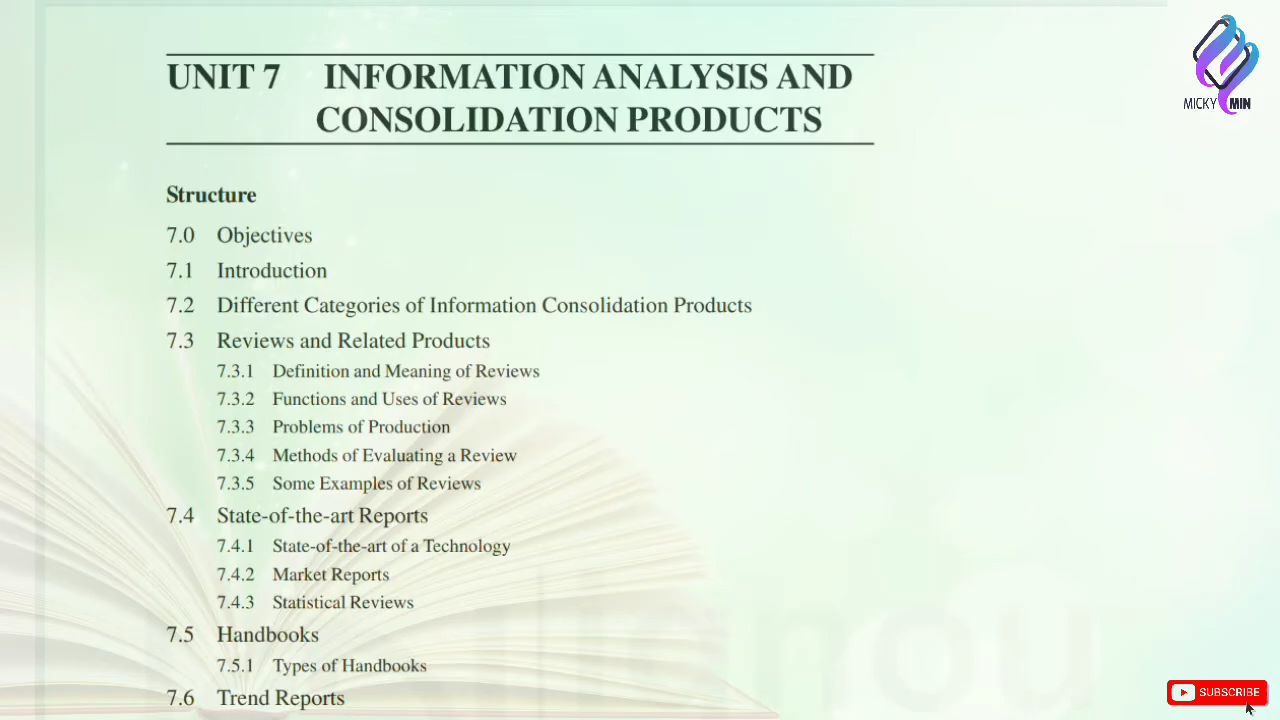 UNIT 7 INFORMATION ANALYSIS AND
CONSOLIDATION PRODUCTS
Structure
7.0 Objectives
7.1 Introduction
7.2 Different Categories of Information Consolidation Products
7.3 Reviews and Related Products
7.3.1 Definition and Meaning of Reviews
7.3.2 Functions and Uses of Reviews
7.3.3 Problems of Production
7.3.4 Methods of Evaluating a Review
7.3.5 Some Examples of Reviews
7.4 State-of-the-art Reports
7.4.1 State-of-the-art of a Technology
7.4.2 Market Reports
7.4.3 Statistical Reviews
7.5 Handbooks
7.5.1 Types of Handbooks
7.6 Trend Reports
MICKY MIN
SUBSCRIBE